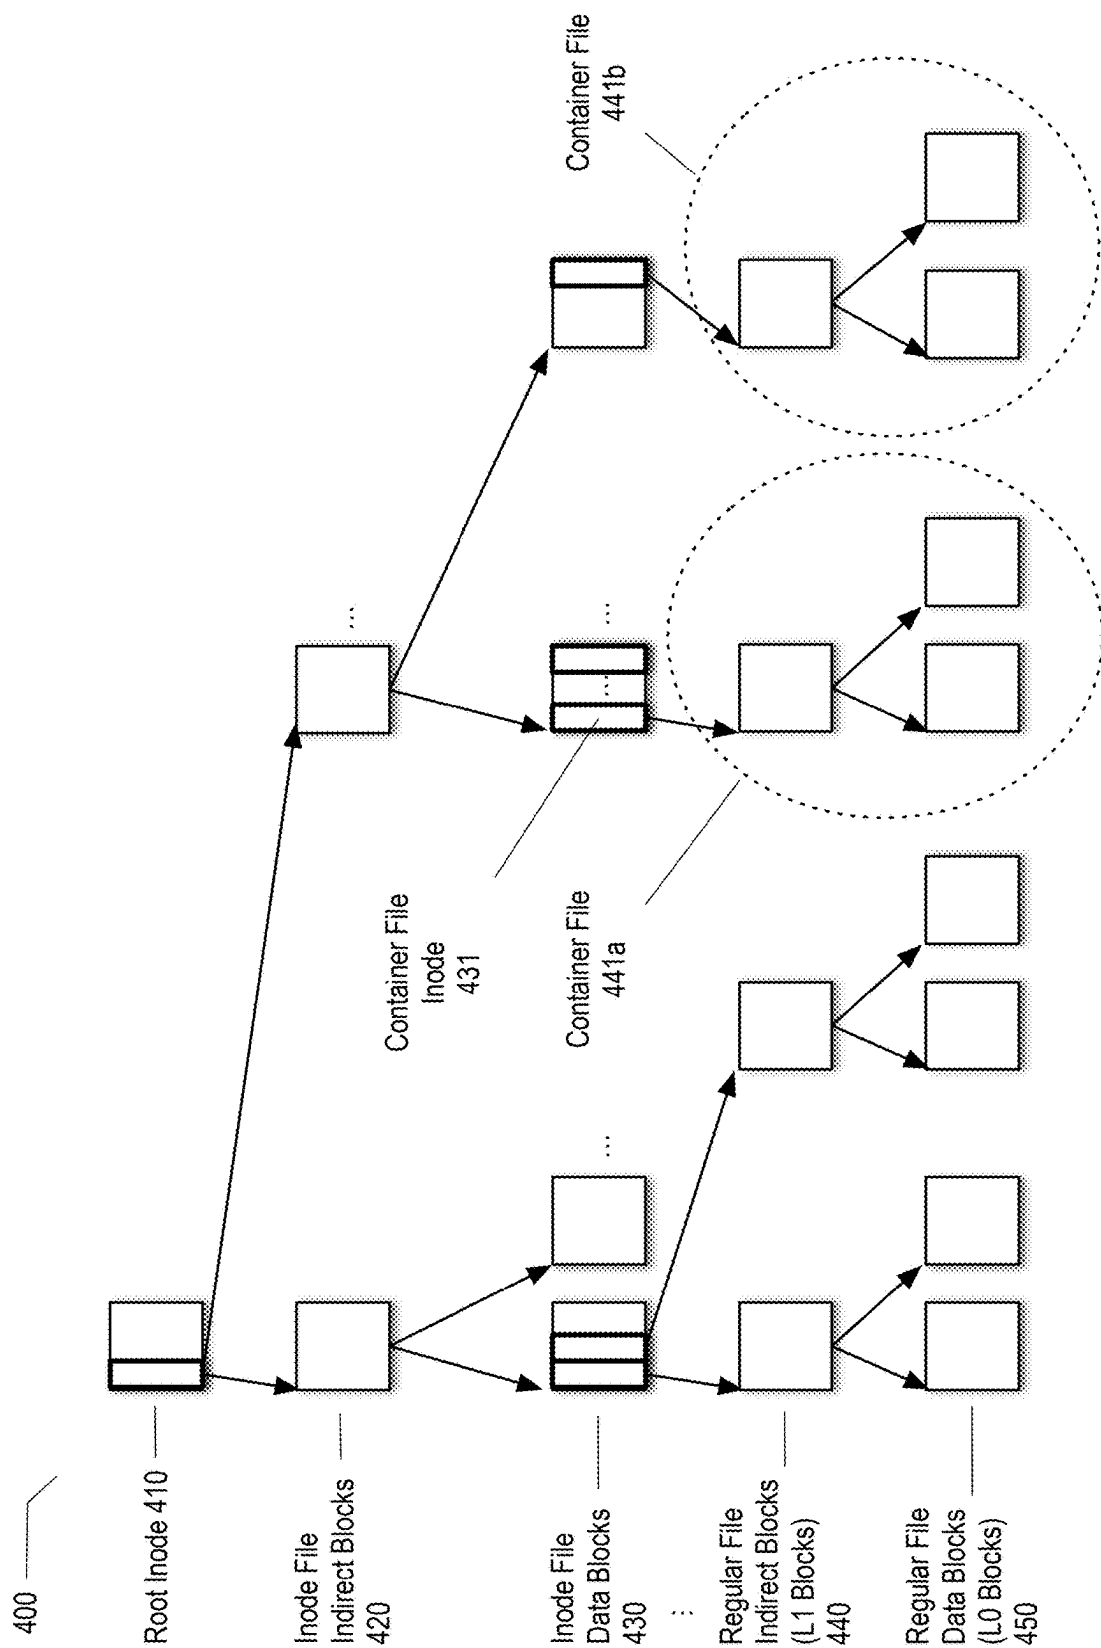 400
Root Inode 410
Inode File
Indirect Blocks
420
...
Inode File
Data Blocks
430
...
...
...
Container File
Inode
431
Container File
441a
Container File
441b
...
Regular File
Indirect Blocks
(L1 Blocks)
440
Regular File
Data Blocks
(L0 Blocks)
450